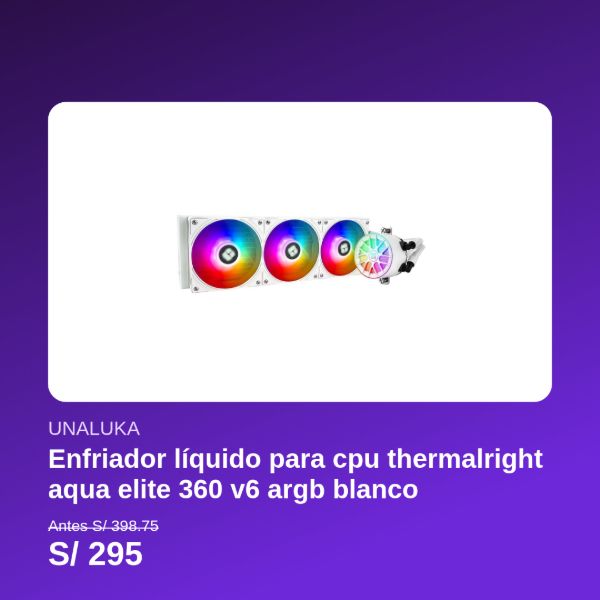 UNALUKA
Enfriador líquido para cpu thermalright
aqua elite 360 v6 argb blanco
Antes S/ 398.75
S/ 295